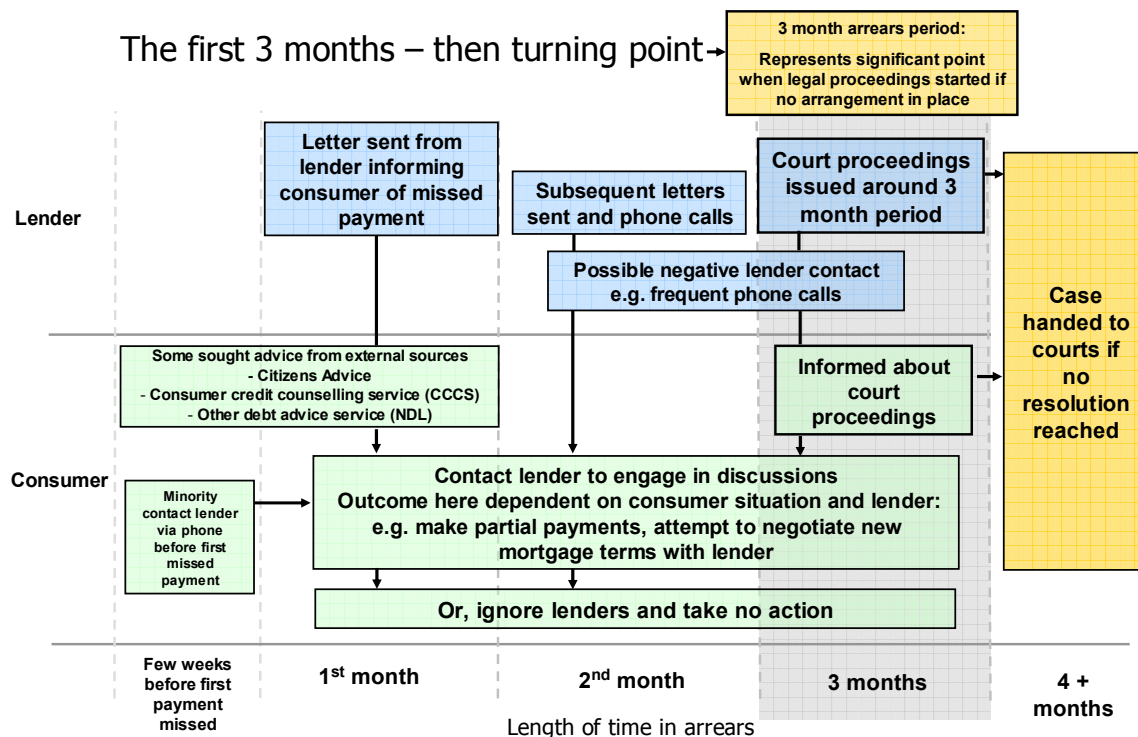 The first 3 months – then turning point
3 month arrears period:
Represents significant point
when legal proceedings started if
no arrangement in place
Lender
Letter sent from
lender informing
consumer of missed
payment
Subsequent letters
sent and phone calls
Court proceedings
issued around 3
month period
Possible negative lender contact
e.g. frequent phone calls
Case
handed to
courts if
no
resolution
reached
Consumer
Some sought advice from external sources
- Citizens Advice
- Consumer credit counselling service (CCCS)
- Other debt advice service (NDL)
Informed about
court
proceedings
Minority
contact lender
via phone
before first
missed
payment
Contact lender to engage in discussions
Outcome here dependent on consumer situation and lender:
e.g. make partial payments, attempt to negotiate new
mortgage terms with lender
Or, ignore lenders and take no action
Few weeks
before first
payment
missed
1st month
2nd month
3 months
4 +
months
Length of time in arrears